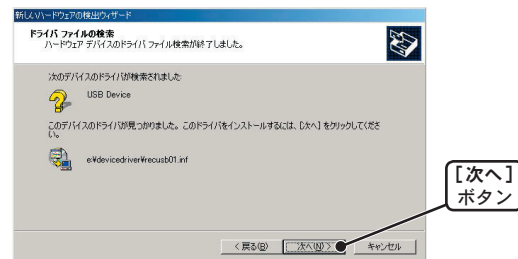 新しいハードウェアの検出ウィザード
ドライバ ファイルの検索
ハードウェア デバイスのドライバ ファイル検索が終了しました。
次のデバイスのドライバが検索されました
USB Device
このデバイスのドライバが見つかりました。このドライバをインストールするには、[次へ] をクリックしてくださ
い。
e:¥devicedriver¥recusb01.inf
[次へ]
ボタン
< 戻る(B)
次へ(N) >
キャンセル